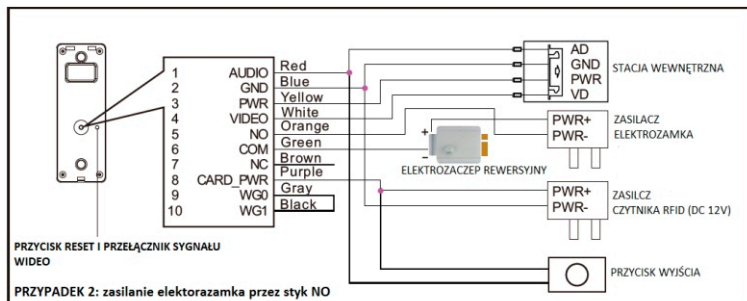 1 AUDIO Red
2 GND Blue
3 PWR Yellow
4 VIDEO White
5 NO Orange
6 COM Green
7 NC Brown
8 CARD_PWR Purple
9 WG0 Gray
10 WG1 Black
AD
GND
PWR
VD
STACJA WEWNĘTRZNA
PWR+
PWR-
ZASILACZ
ELEKTROZAMKA
+
–
ELEKTROZACZEP REWERSYJNY
PWR+
PWR-
ZASILCZ
CZYTNIKA RFID (DC 12V)
PRZYCISK WYJŚCIA
PRZYCISK RESET I PRZEŁĄCZNIK SYGNAŁU
WIDEO
PRZYPADEK 2: zasilanie elektorazamka przez styk NO